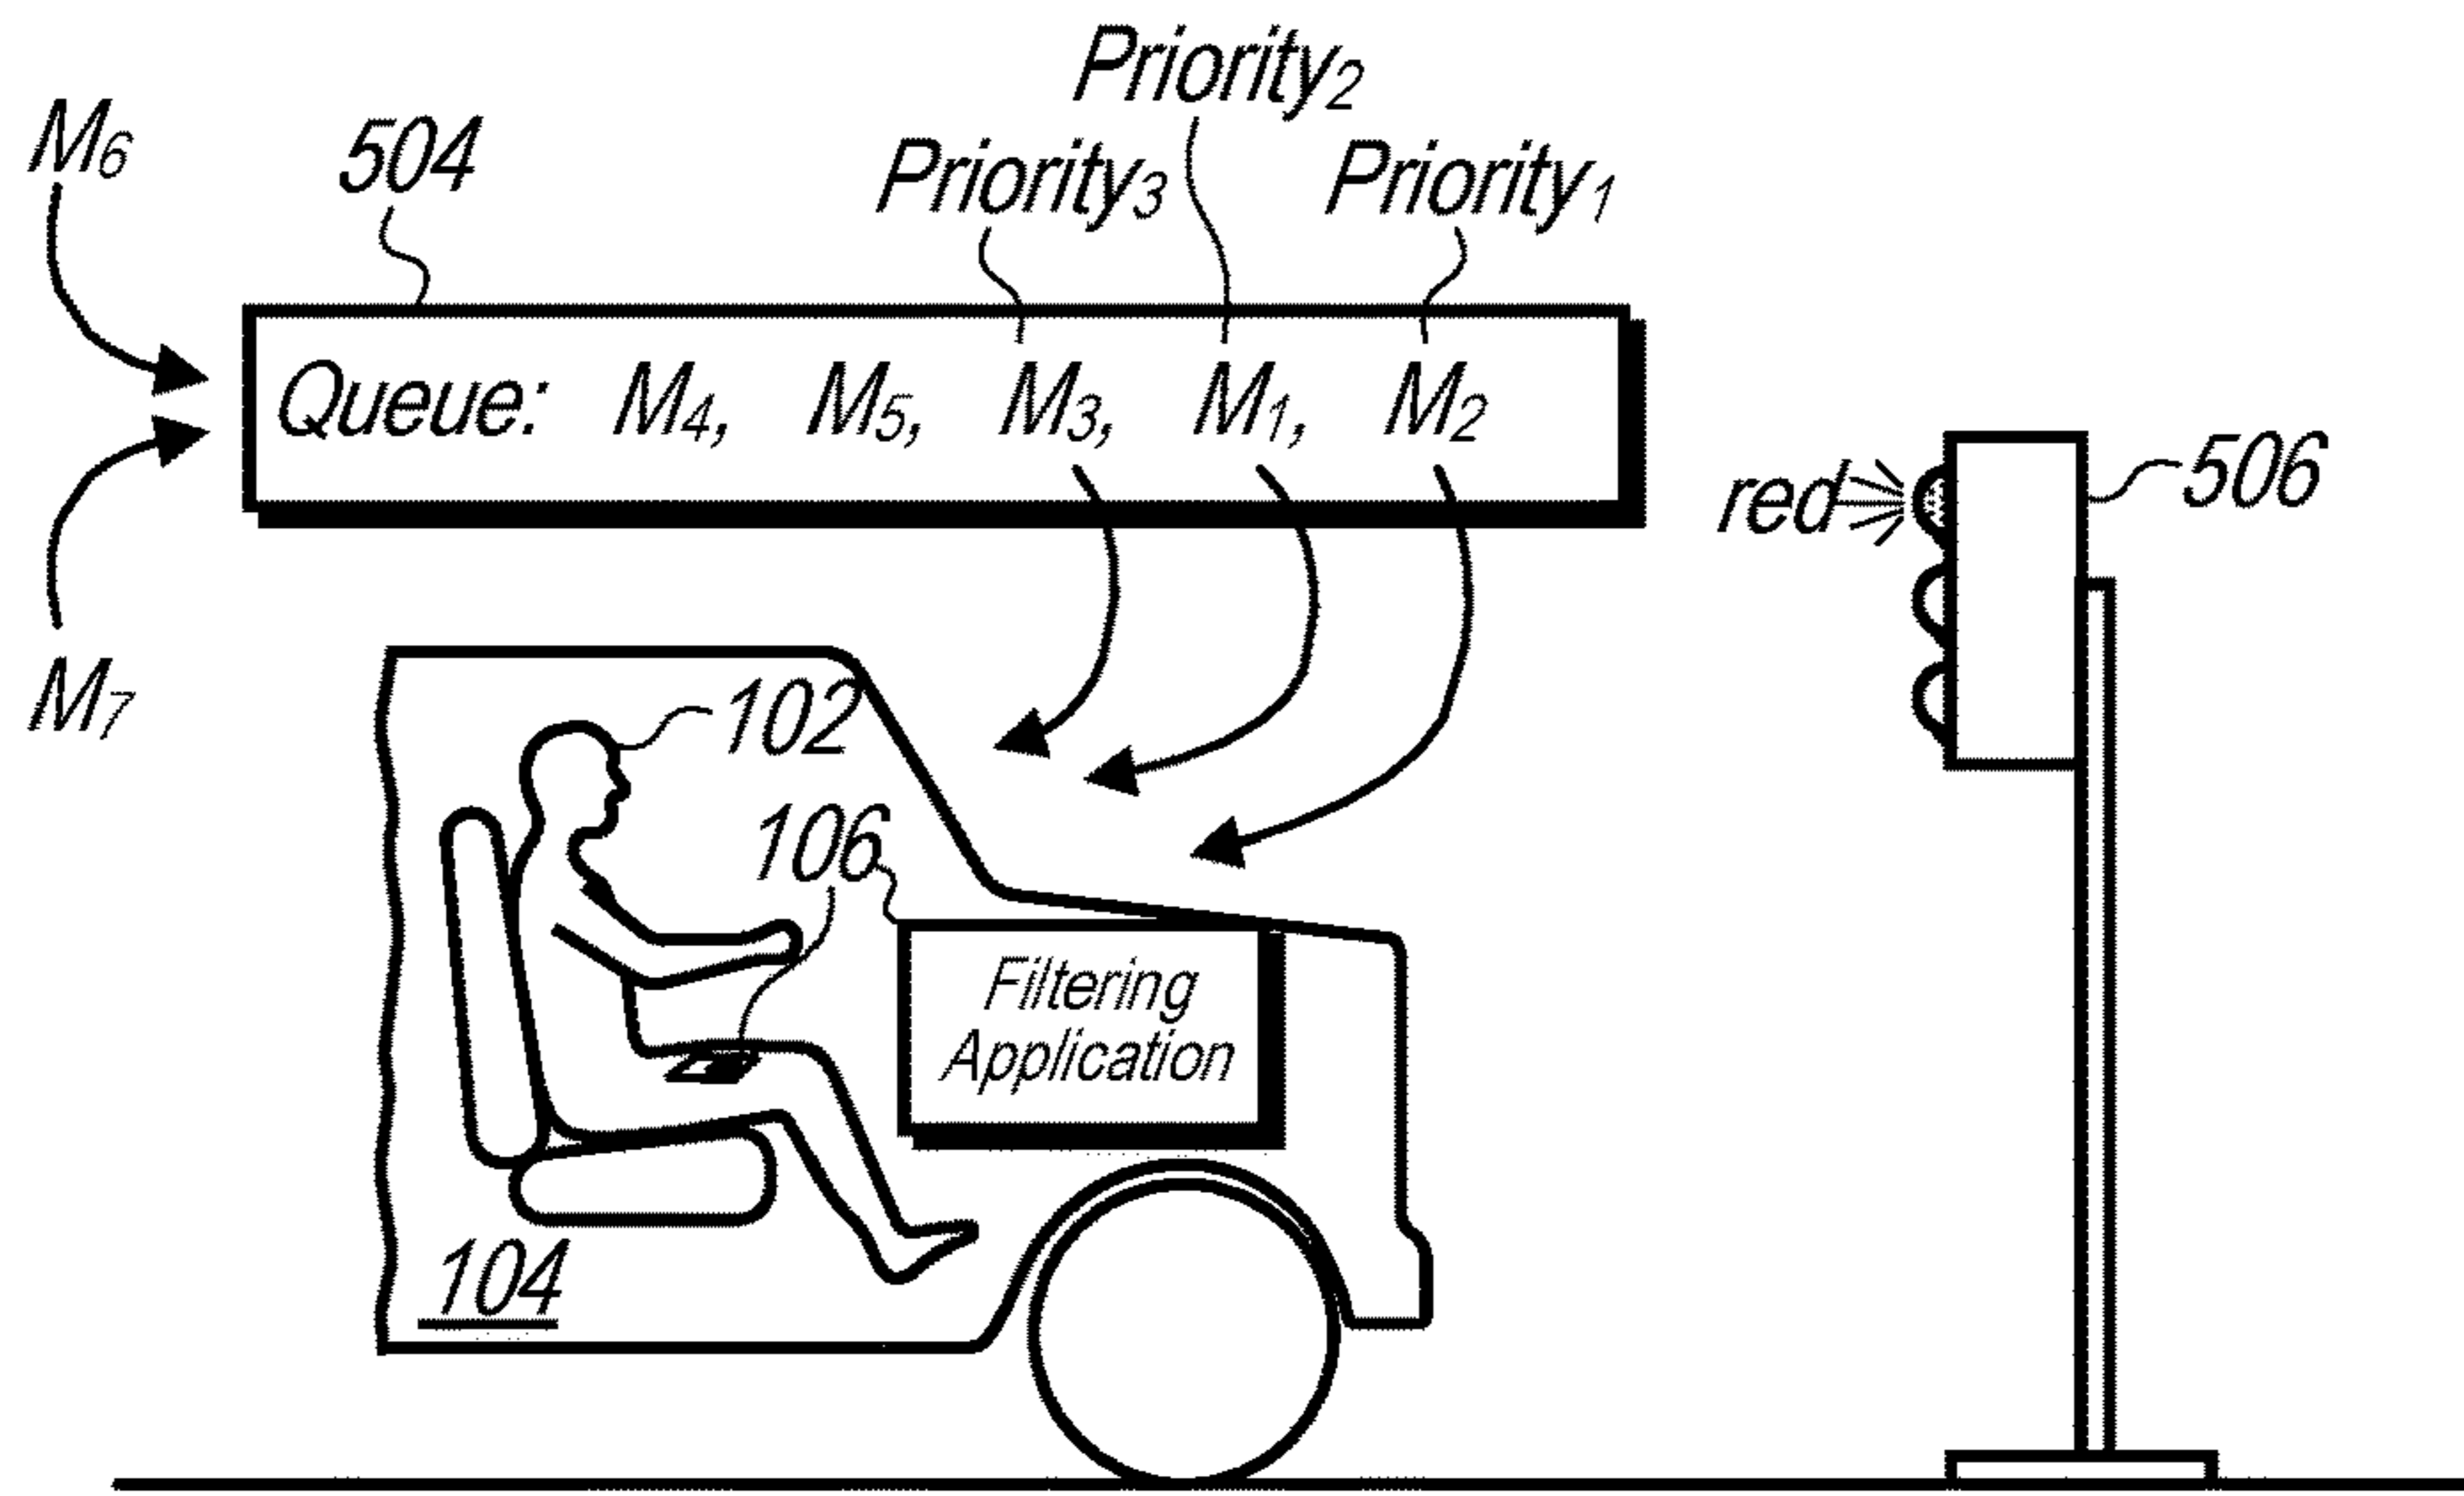 Priority2
M6
504
Priority3
Priority1
Queue: M4, M5, M3, M1, M2
red
506
M7
102
106
Filtering
Application
104